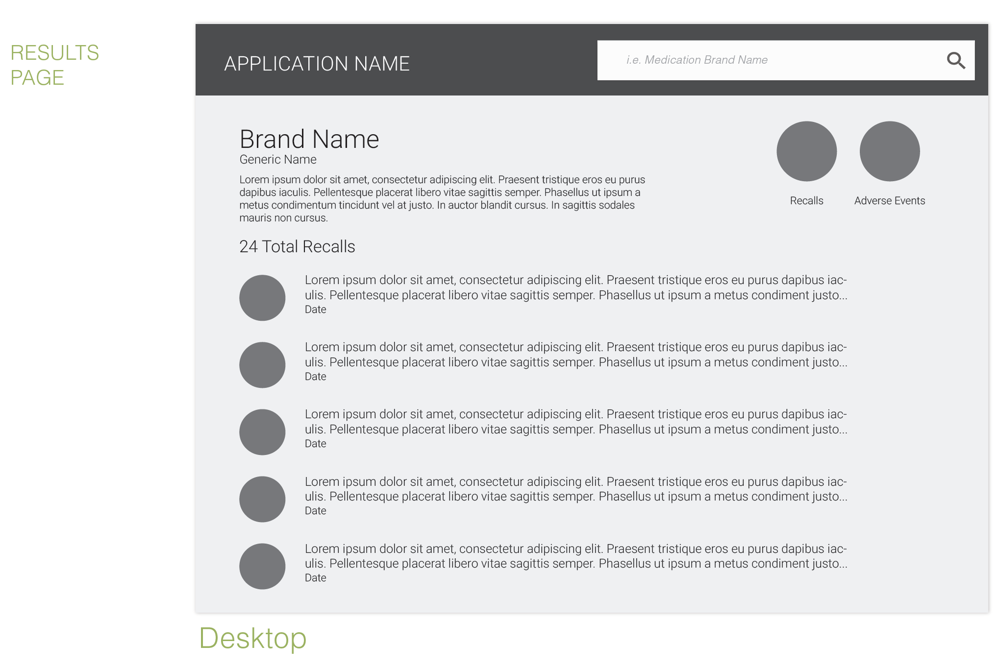 RESULTS
PAGE
APPLICATION NAME
i.e. Medication Brand Name
Brand Name
Generic Name
Lorem ipsum dolor sit amet, consectetur adipiscing elit. Praesent tristique eros eu purus
dapibus iaculis. Pellentesque placerat libero vitae sagittis semper. Phasellus ut ipsum a
metus condimentum tincidunt vel at justo. In auctor blandit cursus. In sagittis sodales
mauris non cursus.
Recalls
Adverse Events
24 Total Recalls
Lorem ipsum dolor sit amet, consectetur adipiscing elit. Praesent tristique eros eu purus dapibus iac-
ulis. Pellentesque placerat libero vitae sagittis semper. Phasellus ut ipsum a metus condiment justo...
Date
Lorem ipsum dolor sit amet, consectetur adipiscing elit. Praesent tristique eros eu purus dapibus iac-
ulis. Pellentesque placerat libero vitae sagittis semper. Phasellus ut ipsum a metus condiment justo...
Date
Lorem ipsum dolor sit amet, consectetur adipiscing elit. Praesent tristique eros eu purus dapibus iac-
ulis. Pellentesque placerat libero vitae sagittis semper. Phasellus ut ipsum a metus condiment justo...
Date
Lorem ipsum dolor sit amet, consectetur adipiscing elit. Praesent tristique eros eu purus dapibus iac-
ulis. Pellentesque placerat libero vitae sagittis semper. Phasellus ut ipsum a metus condiment justo...
Date
Lorem ipsum dolor sit amet, consectetur adipiscing elit. Praesent tristique eros eu purus dapibus iac-
ulis. Pellentesque placerat libero vitae sagittis semper. Phasellus ut ipsum a metus condiment justo...
Date
Desktop